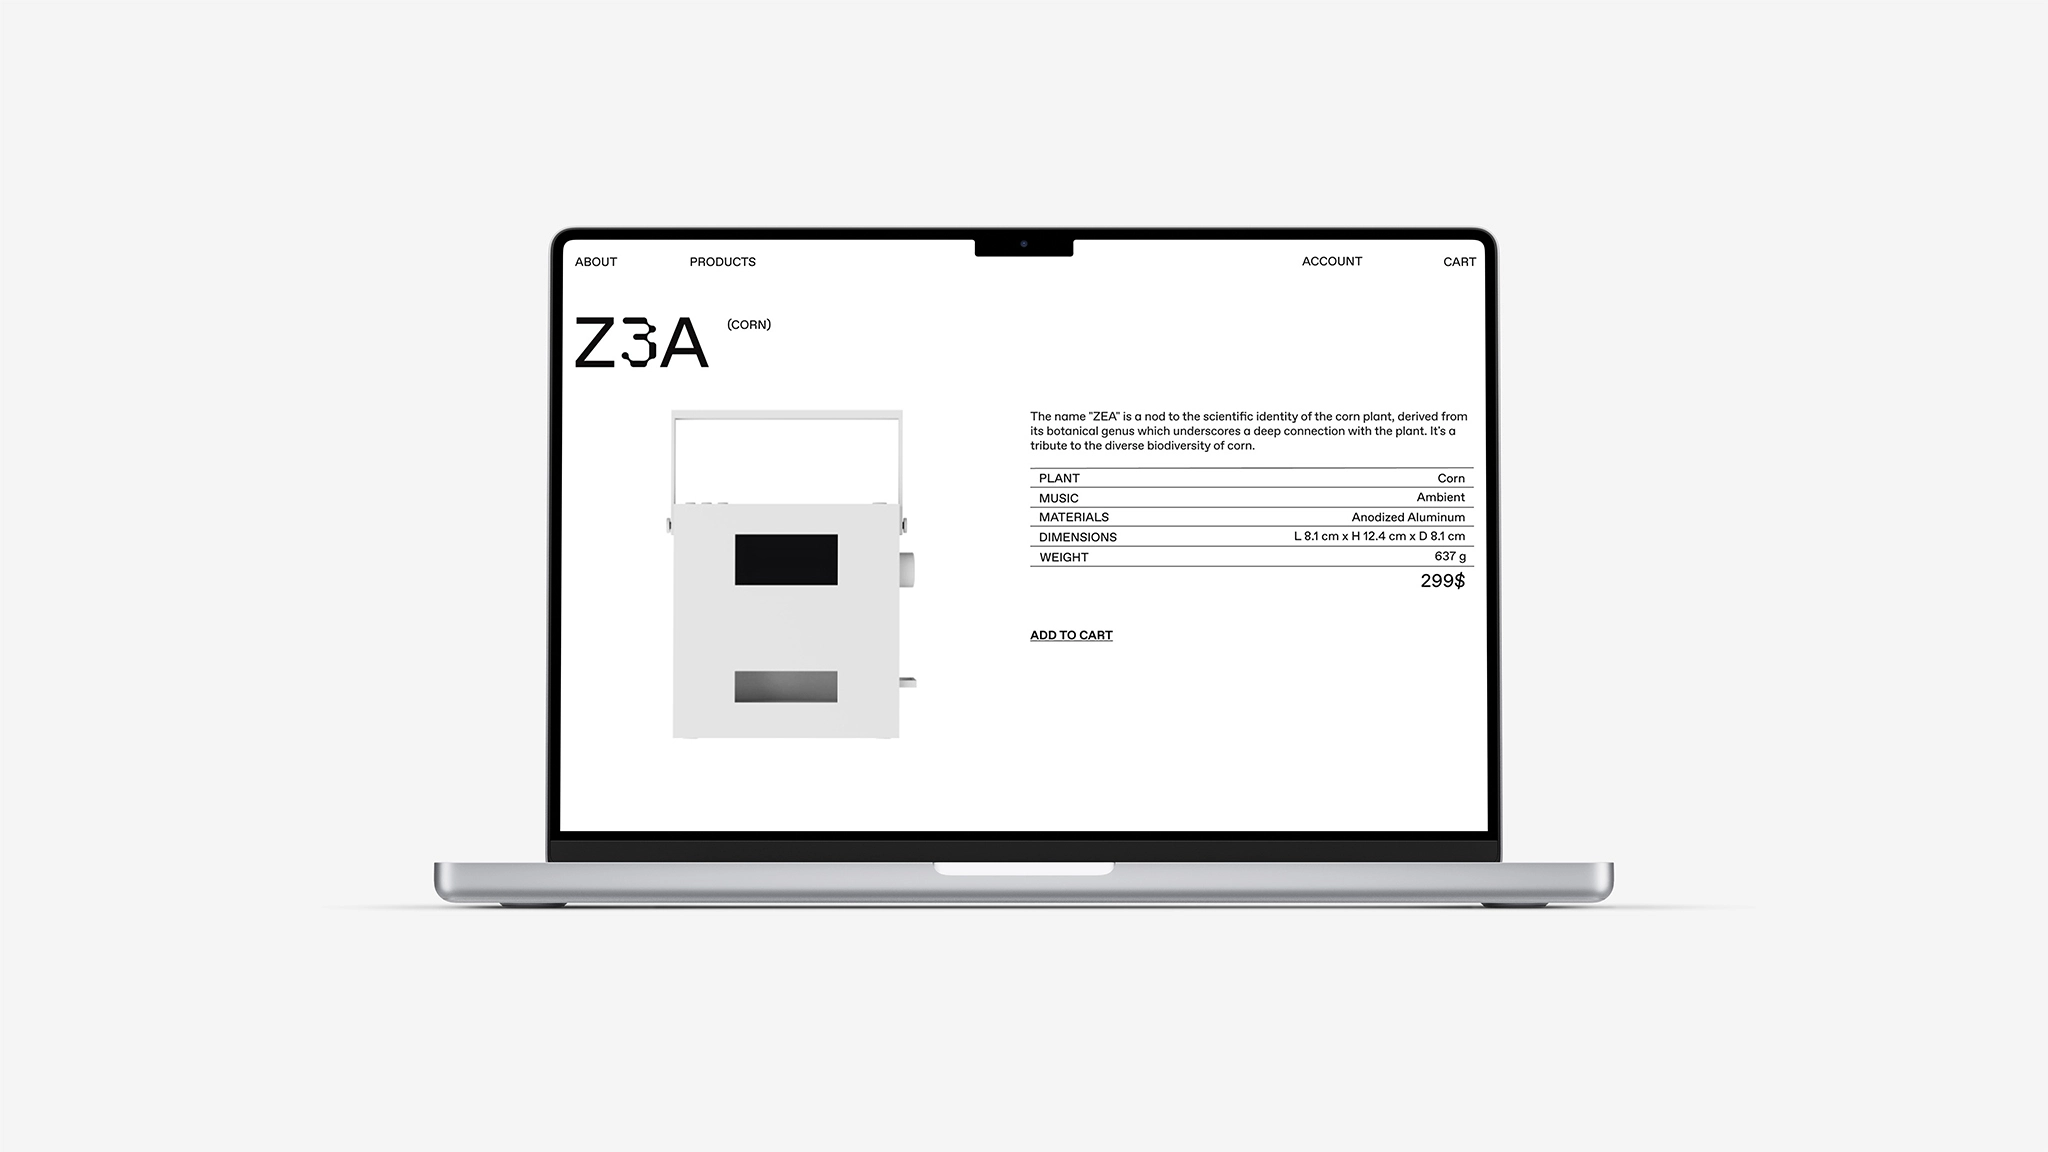 ABOUT
PRODUCTS
ACCOUNT
CART
Z3A
(CORN)
The name "ZEA" is a nod to the scientific identity of the corn plant, derived from
its botanical genus which underscores a deep connection with the plant. It's a
tribute to the diverse biodiversity of corn.
PLANT Corn
MUSIC Ambient
MATERIALS Anodized Aluminum
DIMENSIONS L 8.1 cm x H 12.4 cm x D 8.1 cm
WEIGHT 637 g
299$
ADD TO CART